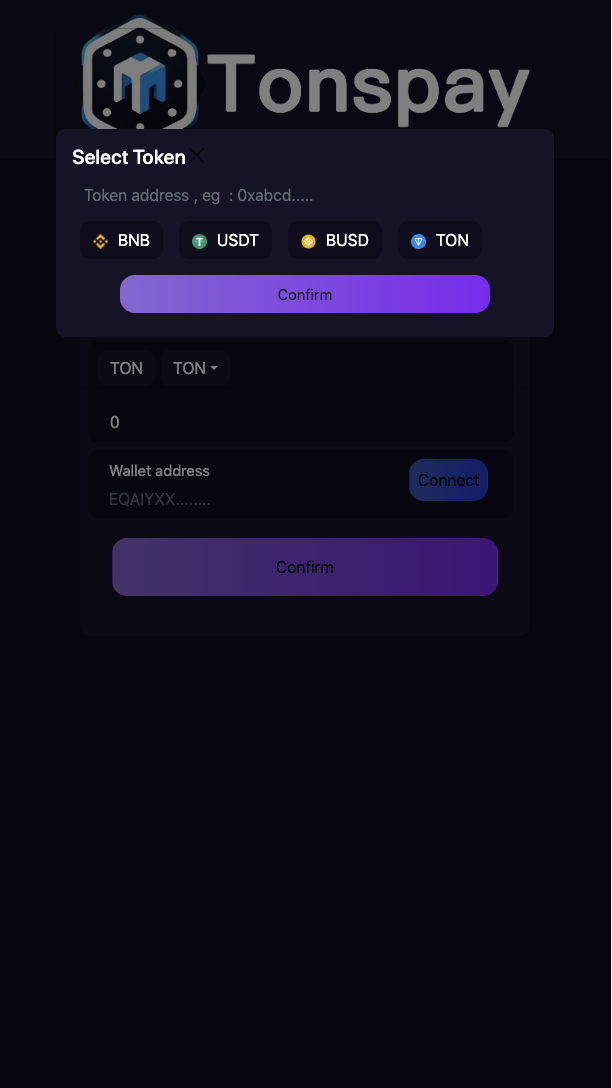 Tonspay
Select Token
Token address , eg : 0xabcd.....
BNB USDT BUSD TON
Confirm
TON TON
0
Wallet address
Connect
EQAIYXX........
Confirm